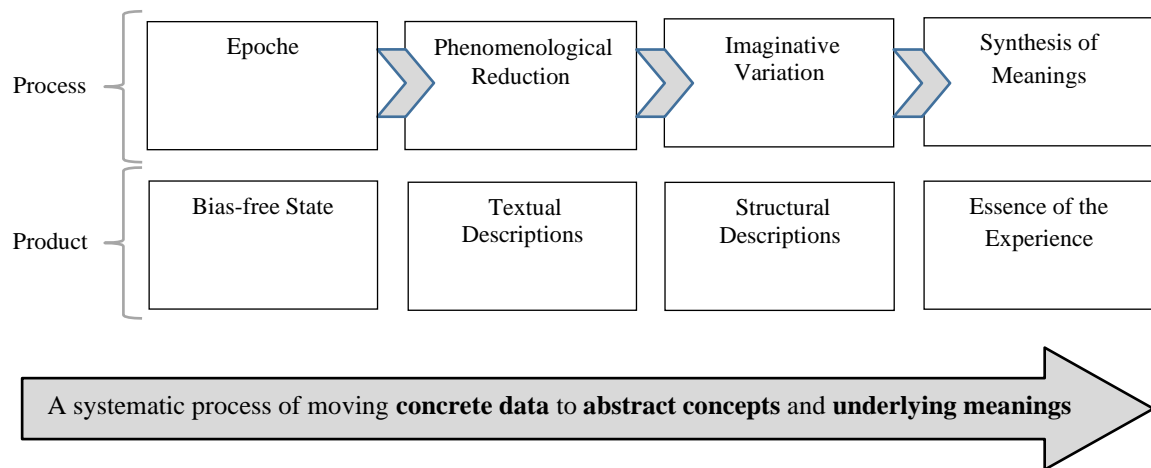 Process
Epoche
Phenomenological
Reduction
Imaginative
Variation
Synthesis of
Meanings
Product
Bias-free State
Textual
Descriptions
Structural
Descriptions
Essence of the
Experience
A systematic process of moving concrete data to abstract concepts and underlying meanings